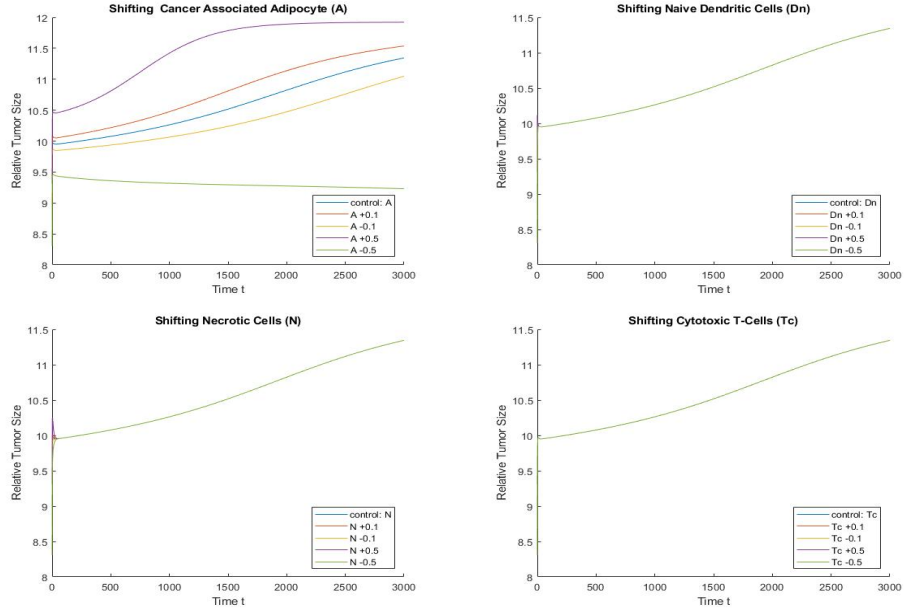 Shifting Cancer Associated Adipocyte (A)
Relative Tumor Size
12
11.5
11
10.5
10
9.5
9
8.5
8
0 500 1000 1500 2000 2500 3000
Time t
control: A
A +0.1
A -0.1
A +0.5
A -0.5
Shifting Naive Dendritic Cells (Dn)
Relative Tumor Size
11.5
11
10.5
10
9.5
9
8.5
8
0 500 1000 1500 2000 2500 3000
Time t
control: Dn
Dn +0.1
Dn -0.1
Dn +0.5
Dn -0.5
Shifting Necrotic Cells (N)
Relative Tumor Size
11.5
11
10.5
10
9.5
9
8.5
8
0 500 1000 1500 2000 2500 3000
Time t
control: N
N +0.1
N -0.1
N +0.5
N -0.5
Shifting Cytotoxic T-Cells (Tc)
Relative Tumor Size
11.5
11
10.5
10
9.5
9
8.5
8
0 500 1000 1500 2000 2500 3000
Time t
control: Tc
Tc +0.1
Tc -0.1
Tc +0.5
Tc -0.5